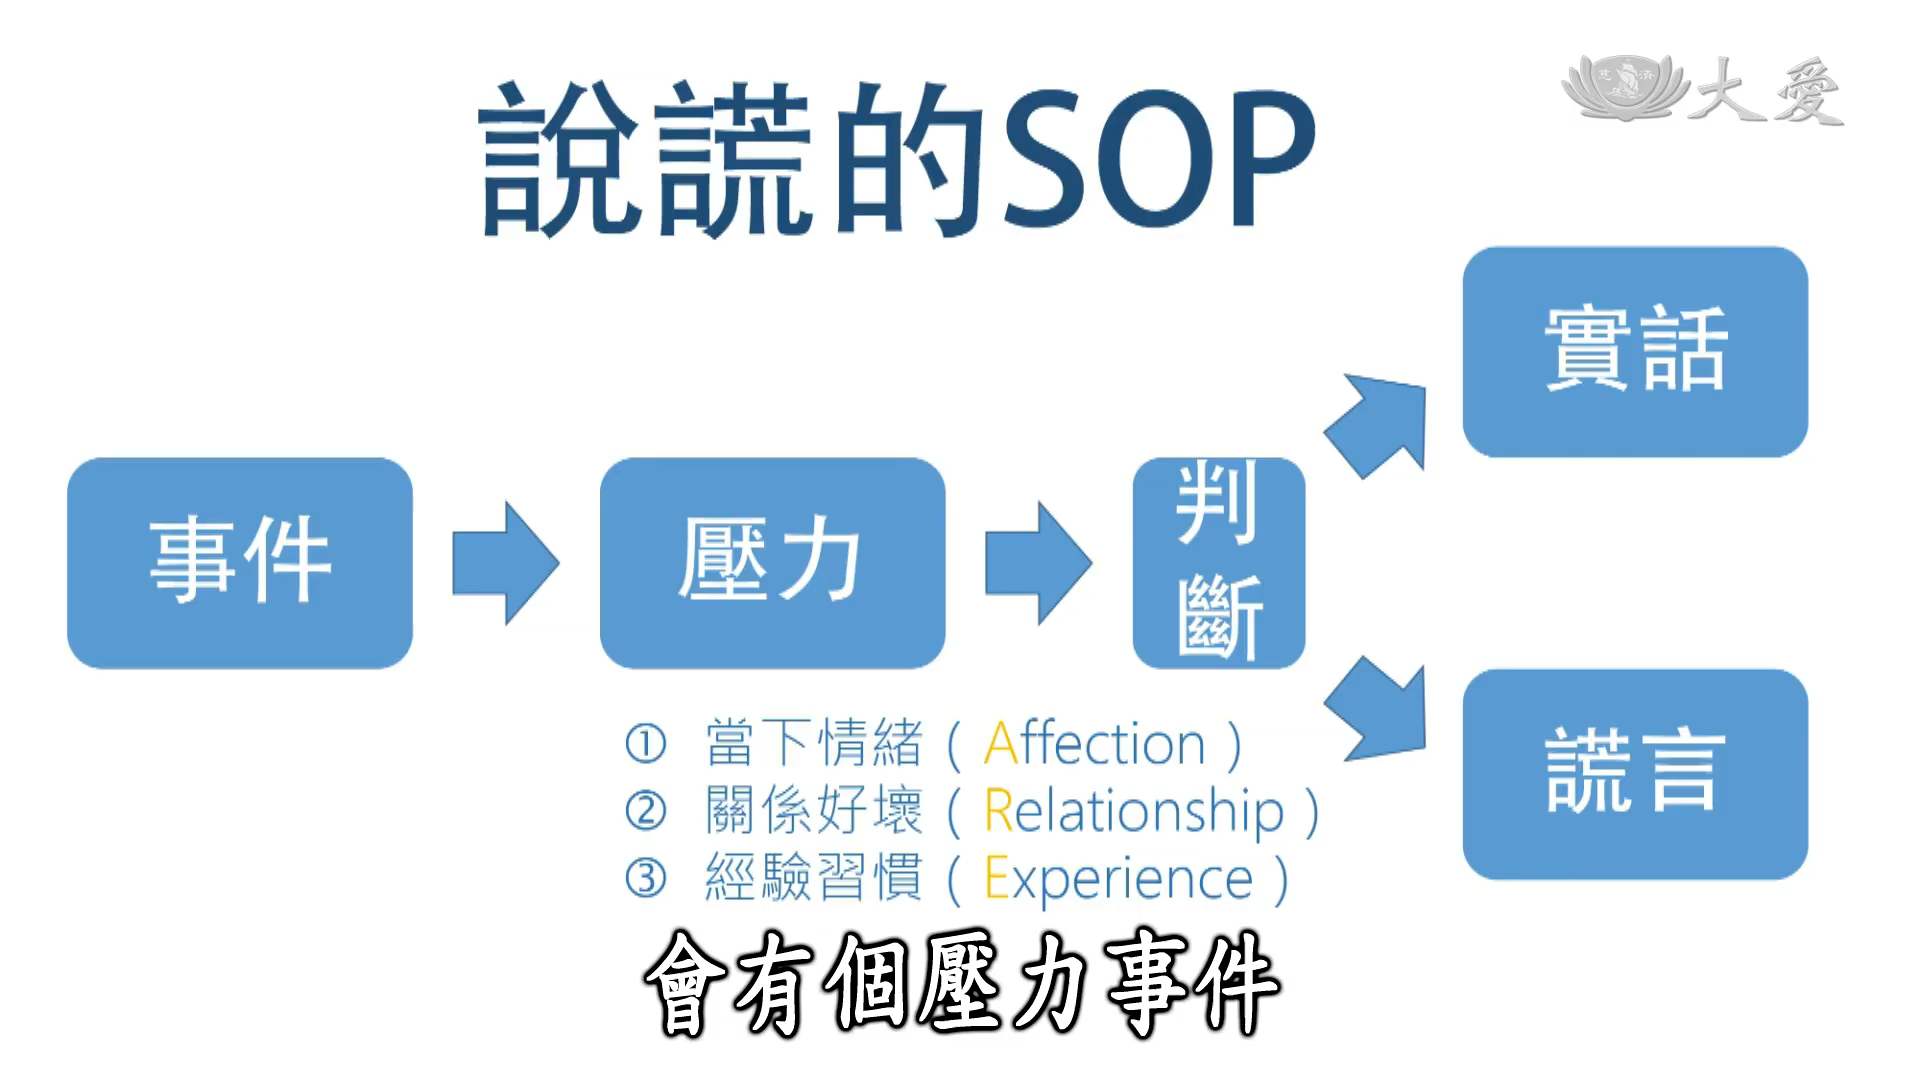 大愛
慈濟
說謊的SOP
事件
壓力
判
斷
實話
謊言
① 當下情緒（Affection）
② 關係好壞（Relationship）
③ 經驗習慣（Experience）
會有個壓力事件